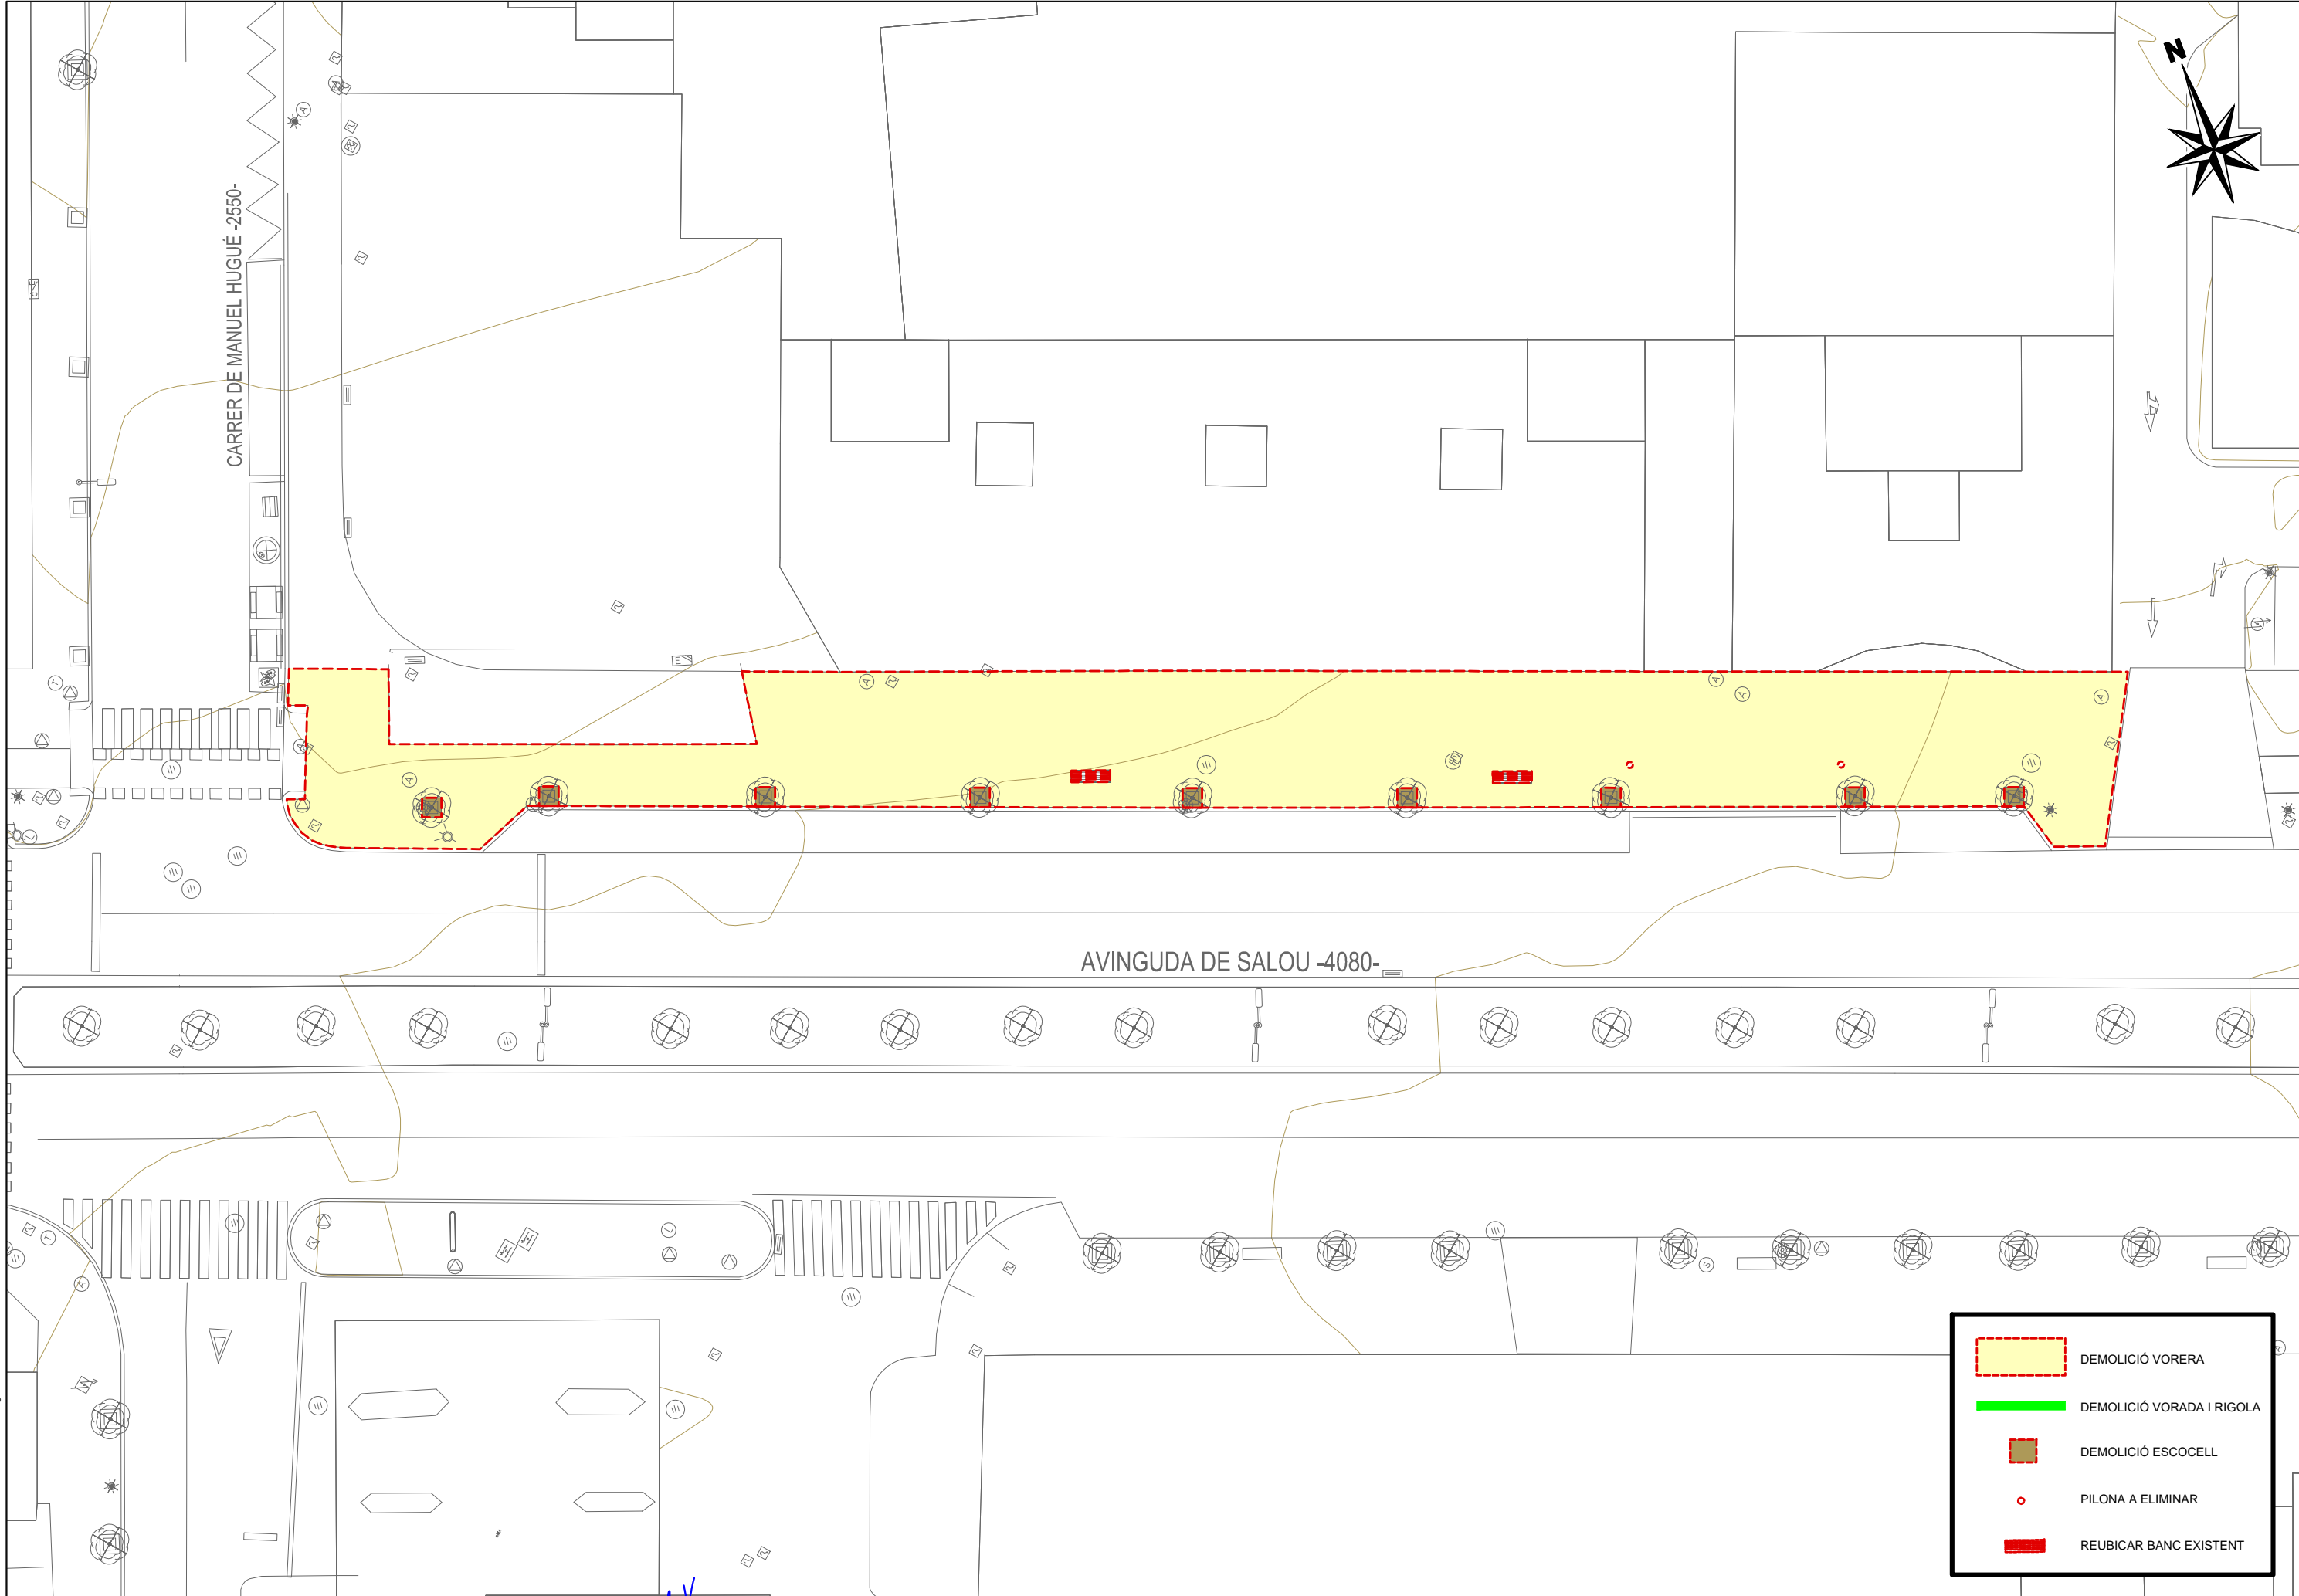 N
CARRER DE MANUEL HUGUÉ -2550-
AVINGUDA DE SALOU -4080-
DEMOLICIÓ VORERA
DEMOLICIÓ VORADA I RIGOLA
DEMOLICIÓ ESCOCELL
PILONA A ELIMINAR
REUBICAR BANC EXISTENT